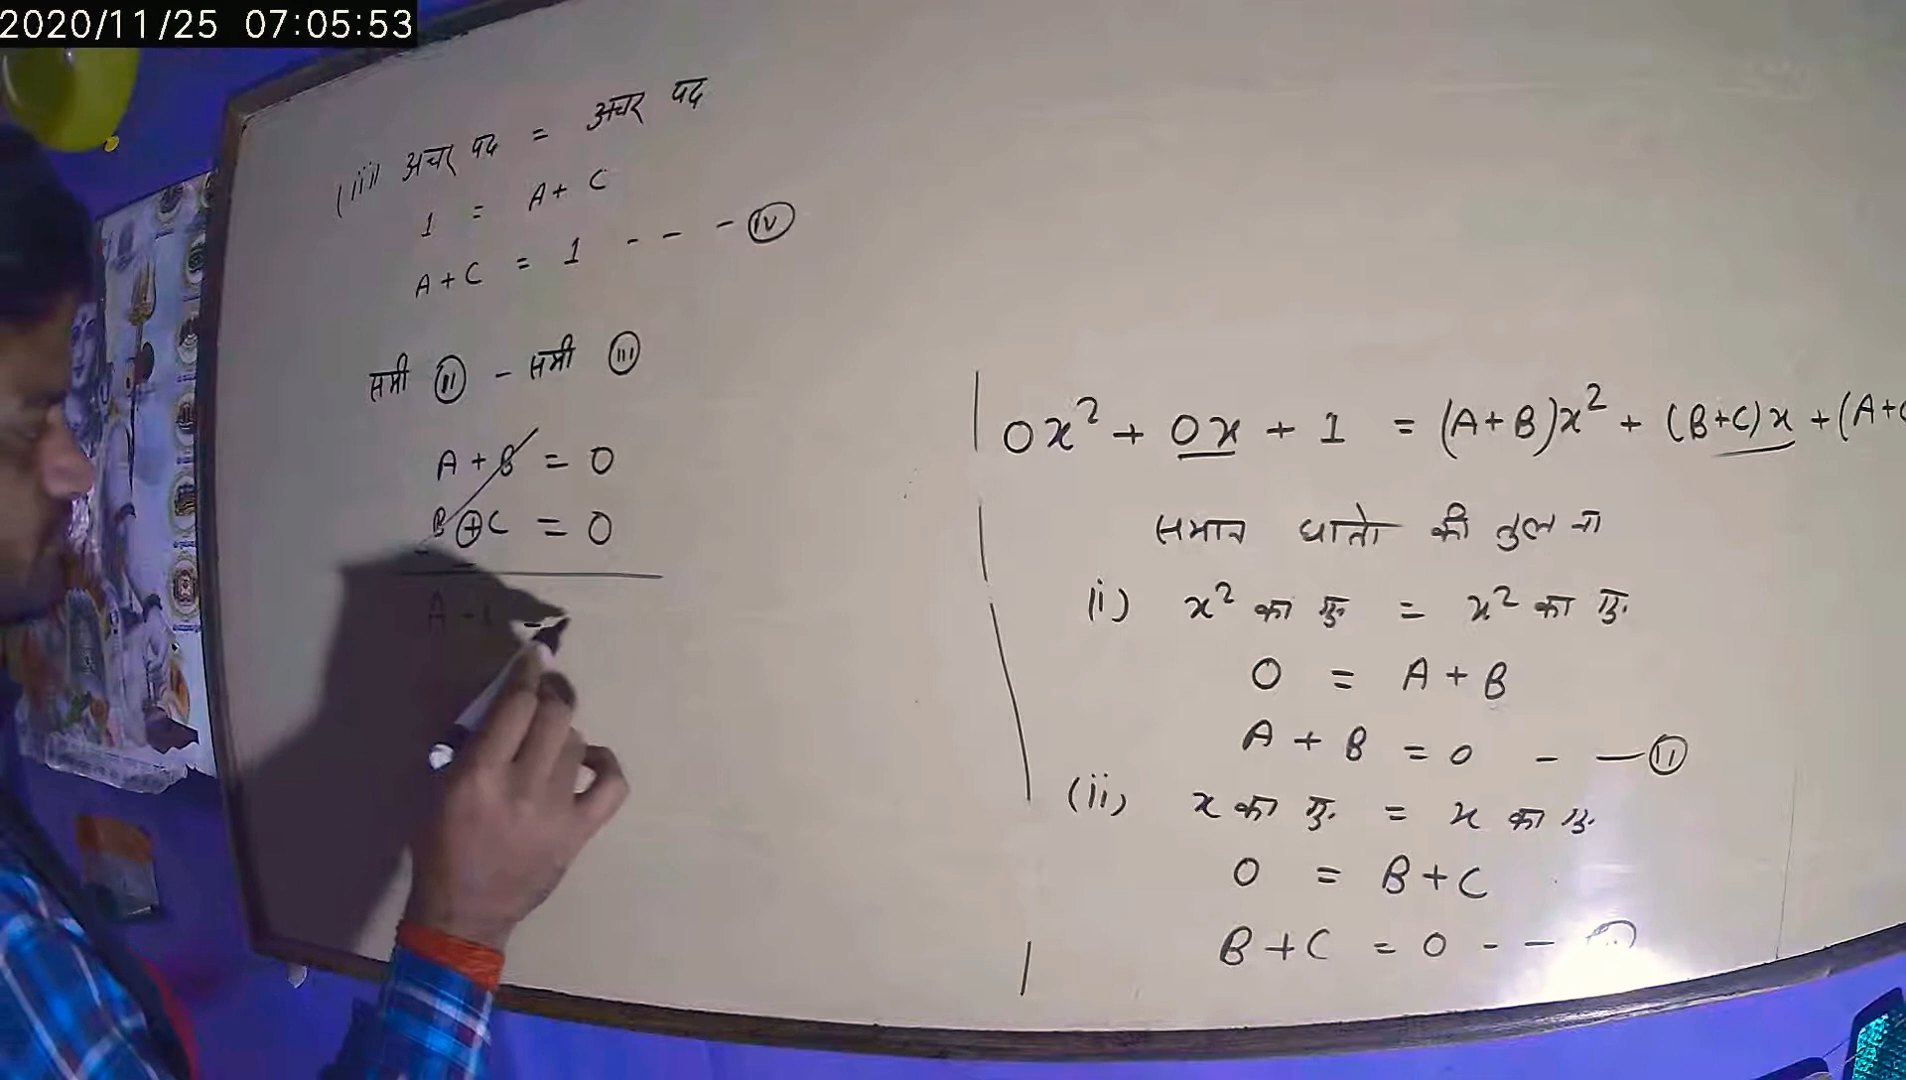 2020/11/25 07:05:53
(iii) अचर पद = अचर पद
1 = A + C
A + C = 1 - - - (iv)
समी (ii) - समी (iii)
A + B = 0
B + C = 0
- -
A - C =
0x² + 0x + 1 = (A+B)x² + (B+C)x + (A+C
समान घातो की तुलना
(i) x² का गु. = x² का गु.
0 = A + B
A + B = 0 - - (ii)
(ii) x का गु. = x का गु.
0 = B + C
B + C = 0 - -